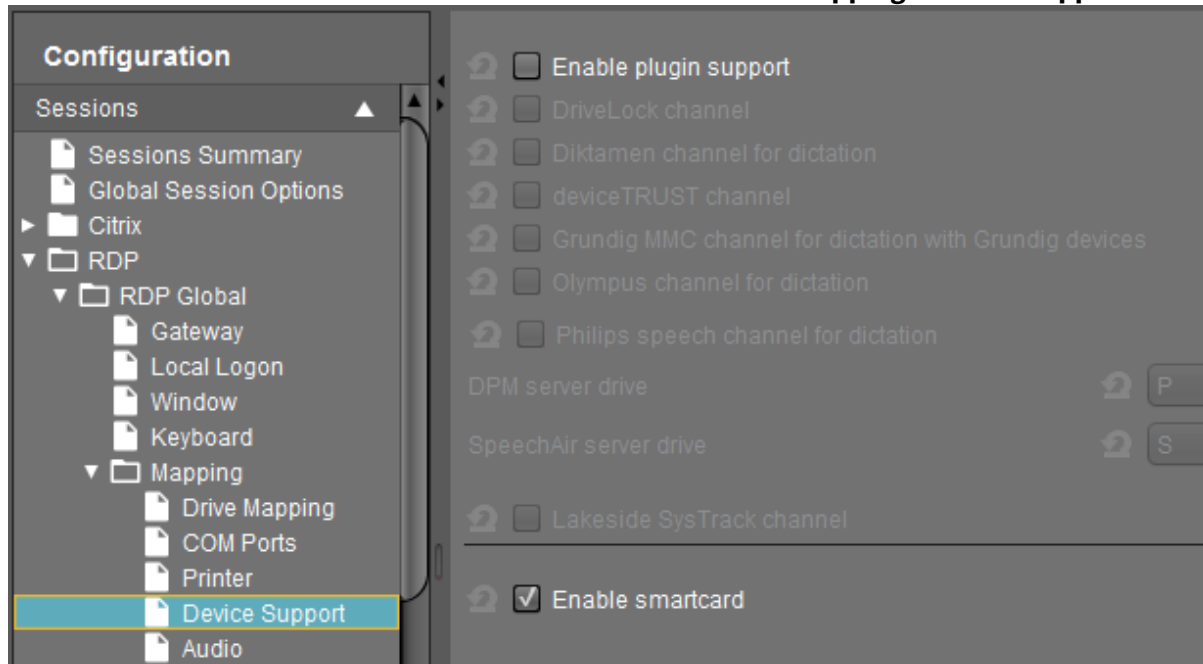 Configuration
Sessions
Sessions Summary
Global Session Options
Citrix
RDP
RDP Global
Gateway
Local Logon
Window
Keyboard
Mapping
Drive Mapping
COM Ports
Printer
Device Support
Audio
Enable plugin support
DriveLock channel
Diktamen channel for dictation
deviceTRUST channel
Grundig MMC channel for dictation with Grundig devices
Olympus channel for dictation
Philips speech channel for dictation
DPM server drive P
SpeechAir server drive S
Lakeside SysTrack channel
Enable smartcard